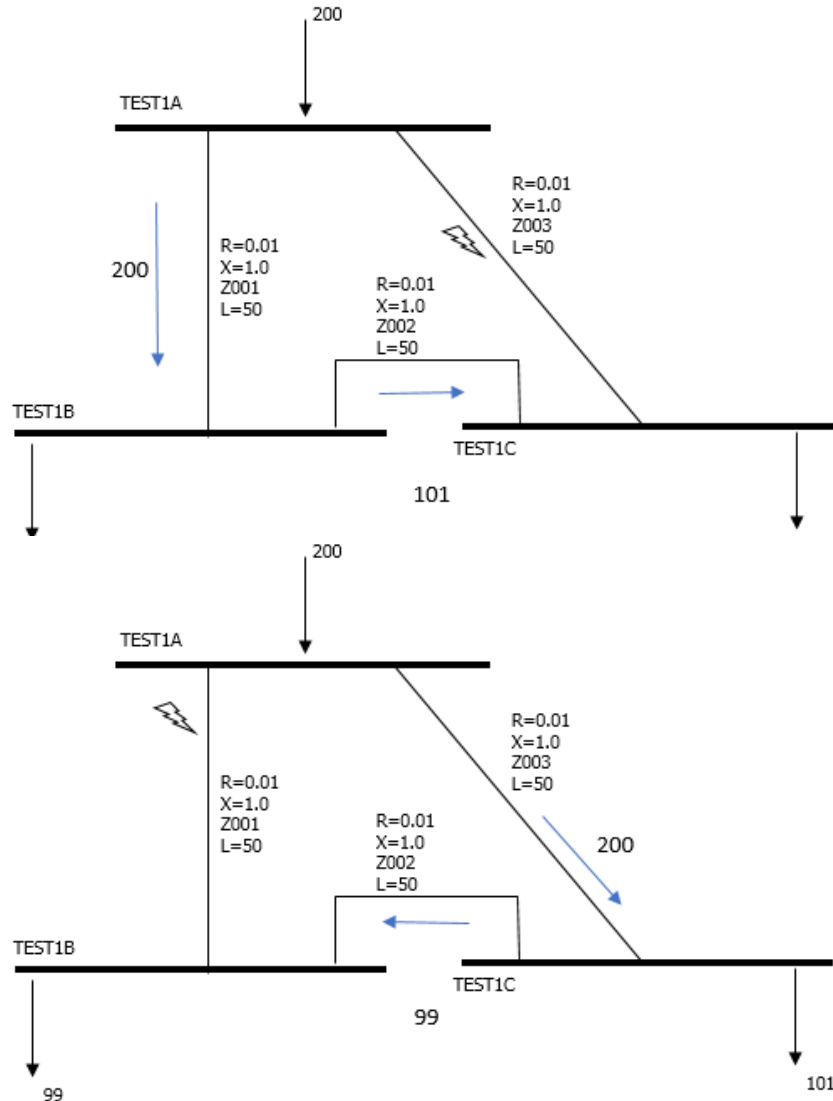 200
TEST1A
R=0.01
X=1.0
Z003
L=50
200
R=0.01
X=1.0
Z001
L=50
R=0.01
X=1.0
Z002
L=50
TEST1B
TEST1C
101
200
TEST1A
R=0.01
X=1.0
Z003
L=50
R=0.01
X=1.0
Z001
L=50
R=0.01
X=1.0
Z002
L=50
200
TEST1B
TEST1C
99
99
101